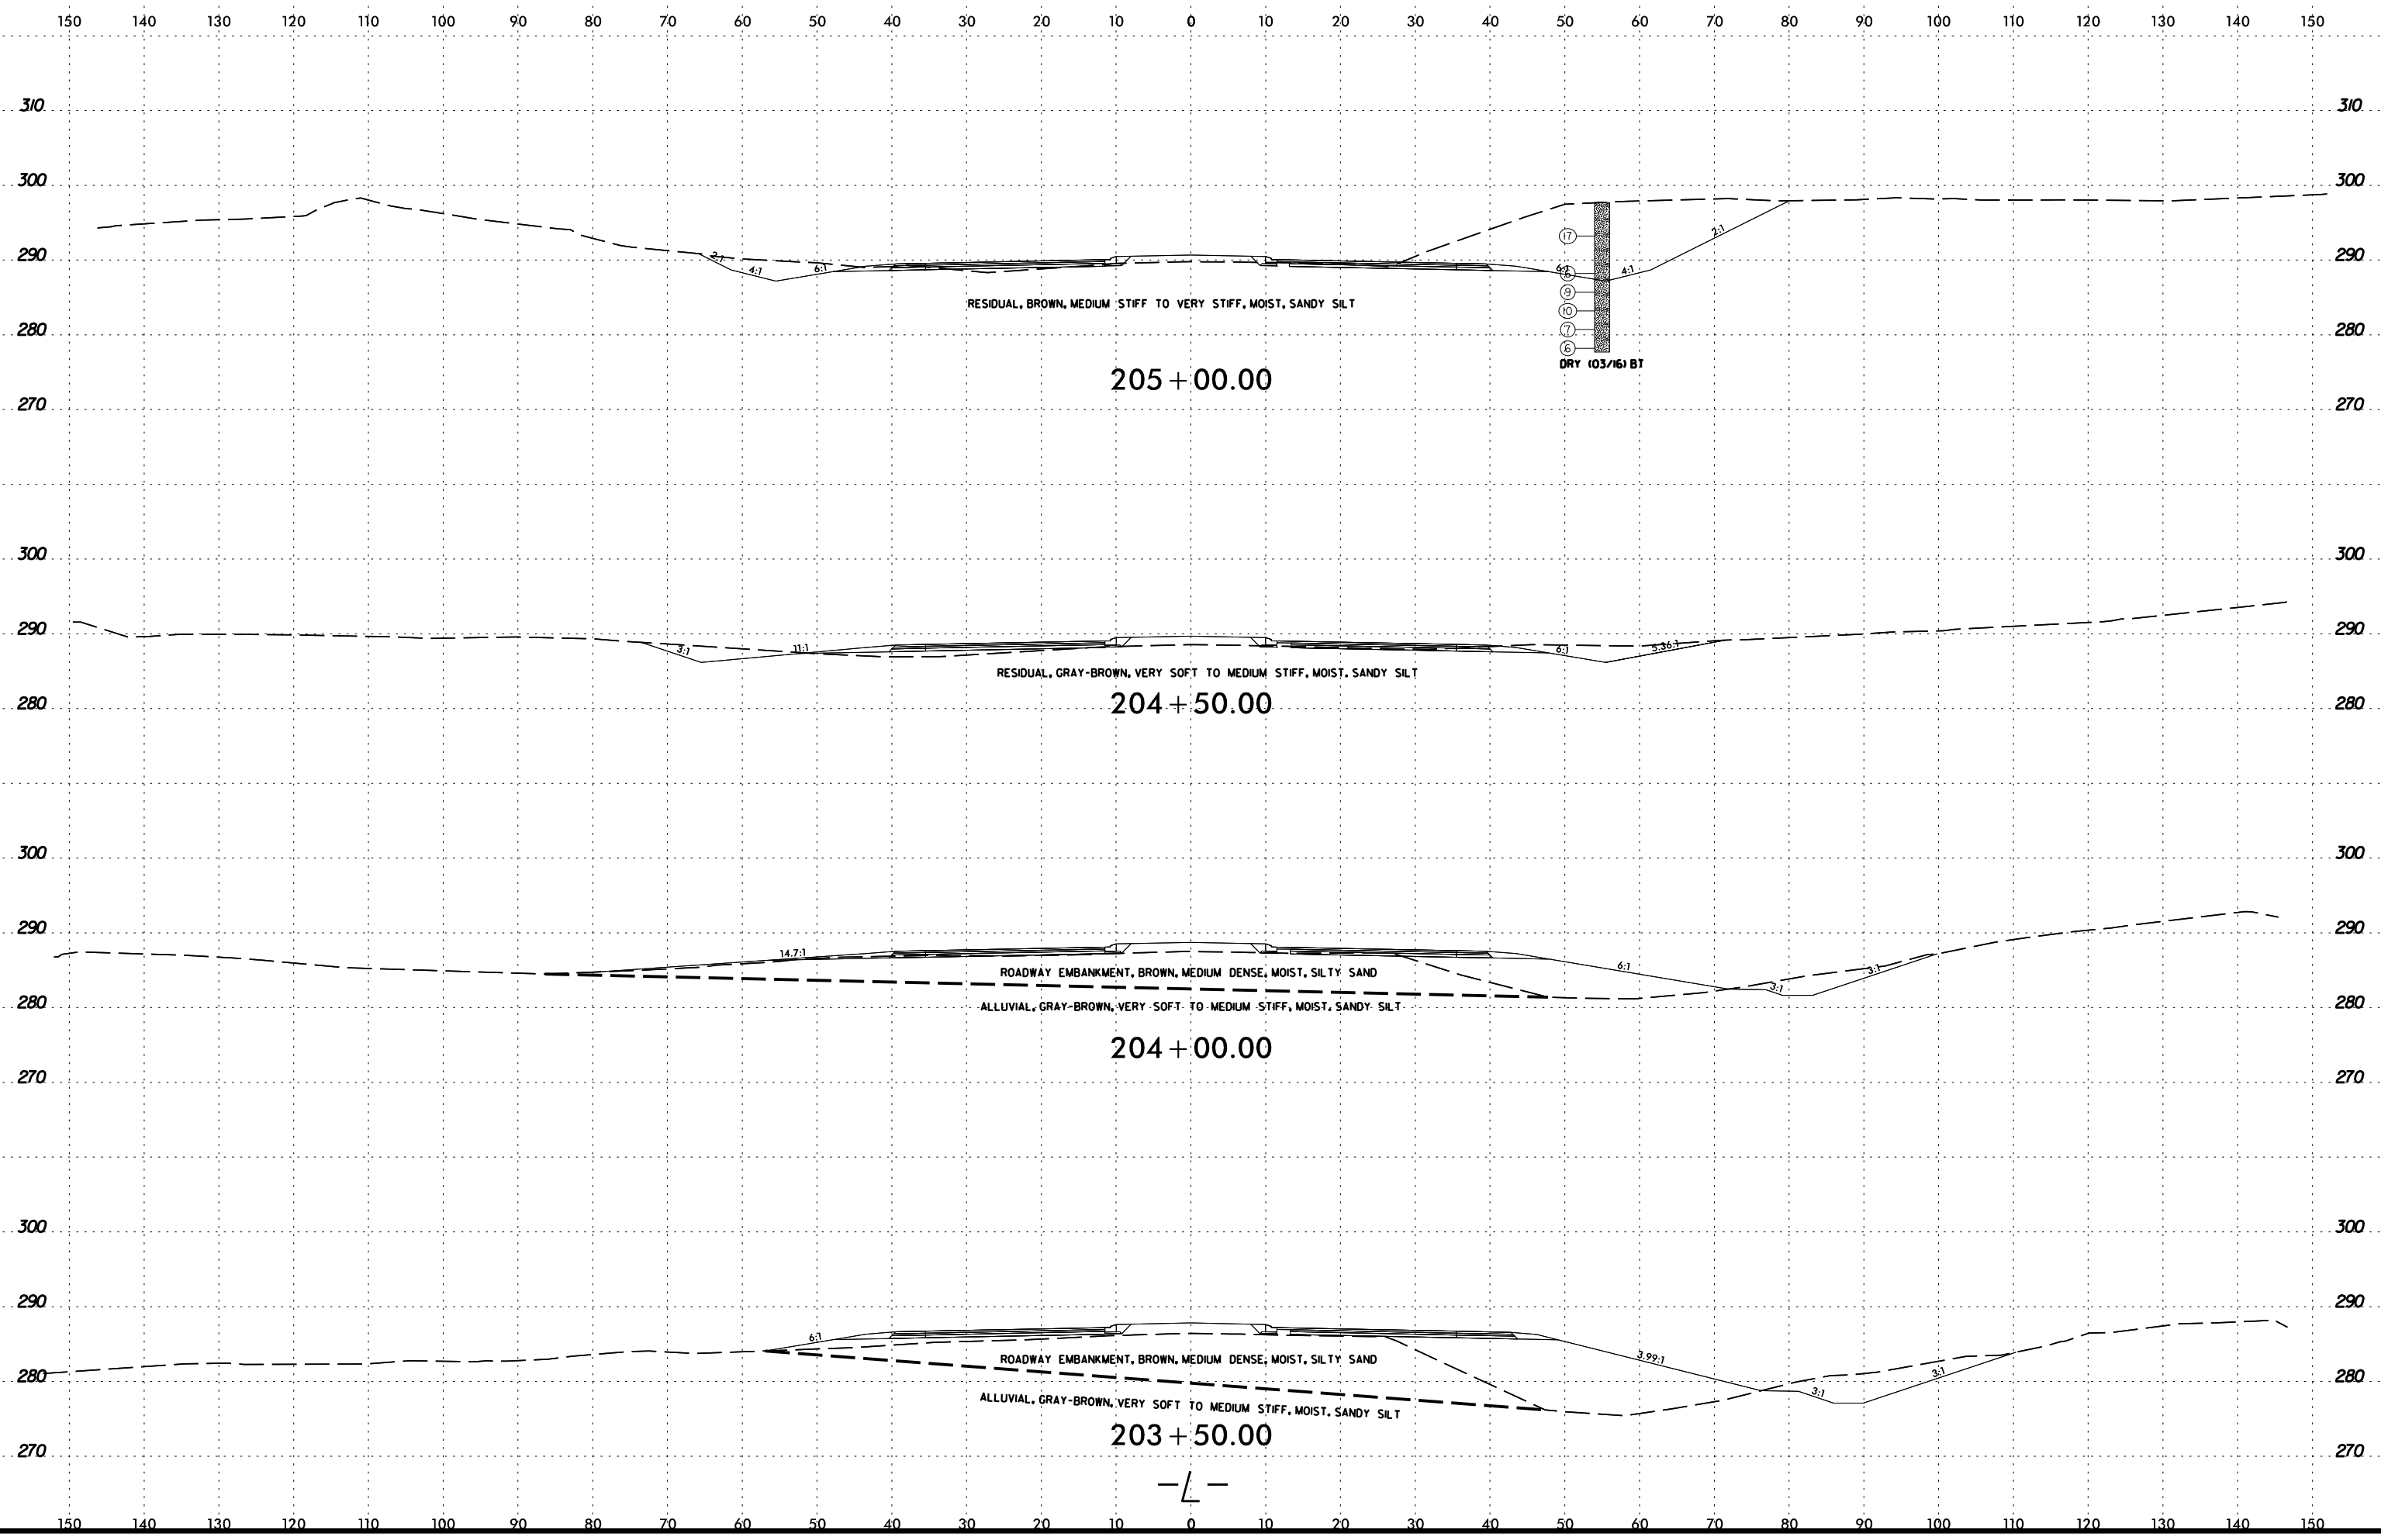 150 140 130 120 110 100 90 80 70 60 50 40 30 20 10 0 10 20 30 40 50 60 70 80 90 100 110 120 130 140 150
310 310
300 300
17
2:1
290 2:1 4:1 6:1 6:1 4:1 290
9
RESIDUAL, BROWN, MEDIUM STIFF TO VERY STIFF, MOIST, SANDY SILT
10
280 7 280
6
DRY (03/16) BT
205+00.00
270 270
300 300
290 290
3:1 11:1 6:1 5.36:1
RESIDUAL, GRAY-BROWN, VERY SOFT TO MEDIUM STIFF, MOIST, SANDY SILT
280 204+50.00 280
300 300
290 290
14.7:1 6:1 3:1
ROADWAY EMBANKMENT, BROWN, MEDIUM DENSE, MOIST, SILTY SAND
3:1
280 ALLUVIAL, GRAY-BROWN, VERY SOFT TO MEDIUM STIFF, MOIST, SANDY SILT 280
204+00.00
270 270
300 300
290 290
6:1
ROADWAY EMBANKMENT, BROWN, MEDIUM DENSE, MOIST, SILTY SAND 3.99:1
280 3:1 3:1 280
ALLUVIAL, GRAY-BROWN, VERY SOFT TO MEDIUM STIFF, MOIST, SANDY SILT
203+50.00
270 270
-L-
150 140 130 120 110 100 90 80 70 60 50 40 30 20 10 0 10 20 30 40 50 60 70 80 90 100 110 120 130 140 150